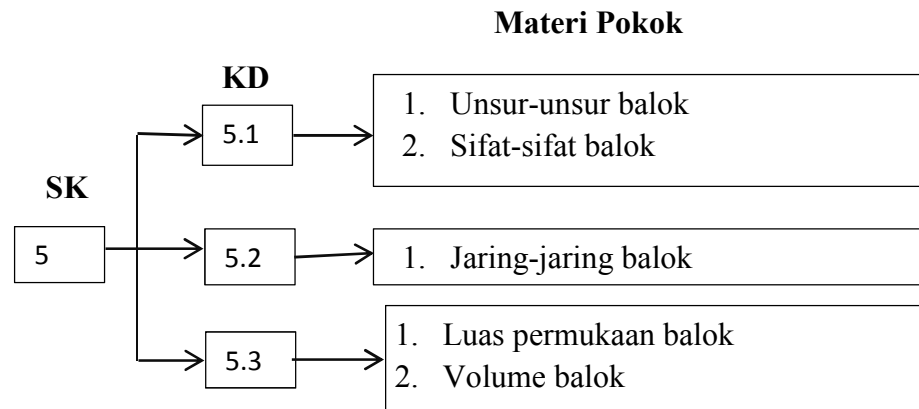 Materi Pokok
KD
5.1
1. Unsur-unsur balok
2. Sifat-sifat balok
SK
5
5.2
1. Jaring-jaring balok
5.3
1. Luas permukaan balok
2. Volume balok